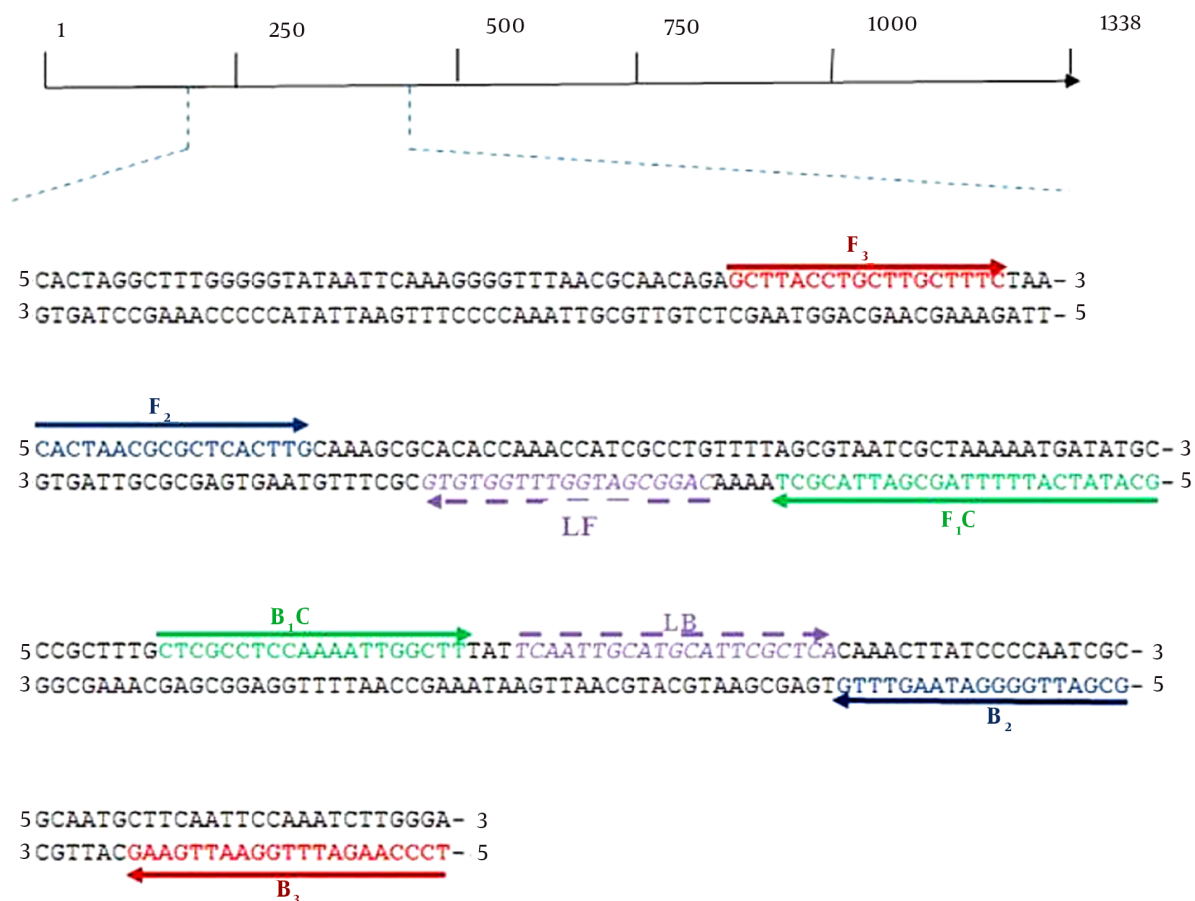 1 250 500 750 1000 1338
F3
5 CACTAGGCTTTGGGGGTATAATTCAAAGGGGTTTAACGCAACAGAGCTTACCTGCTTGCTTTCTAA- 3
3 GTGATCCGAAACCCCCATATTAAGTTTCCCCAAATTGCGTTGTCTCGAATGGACGAACGAAAGATT- 5
F2
5 CACTAACGCGCTCACTTGCAAAGCGCACACCAAACCATCGCCTGTTTTAGCGTAATCGCTAAAAATGATATGC- 3
3 GTGATTGCGCGAGTGAATGTTTCGCGTGTGGTTTGGTAGCGGACAAAATCGCATTAGCGATTTTTACTATACG- 5
LF F1C
B1C LB
5 CCGCTTTGCTCGCCTCCAAAATTGGCTTTATTCAATTGCATGCATTCGCTCACAAACTTATCCCCAATCGC- 3
3 GGCGAAACGAGCGGAGGTTTTAACCGAAATAAGTTAACGTACGTAAGCGAGTGTTTGAATAGGGGTTAGCG- 5
B2
5 GCAATGCTTCAATTCCAAATCTTGGGA- 3
3 CGTTACGAAGTTAAGGTTTAGAACCCT- 5
B3